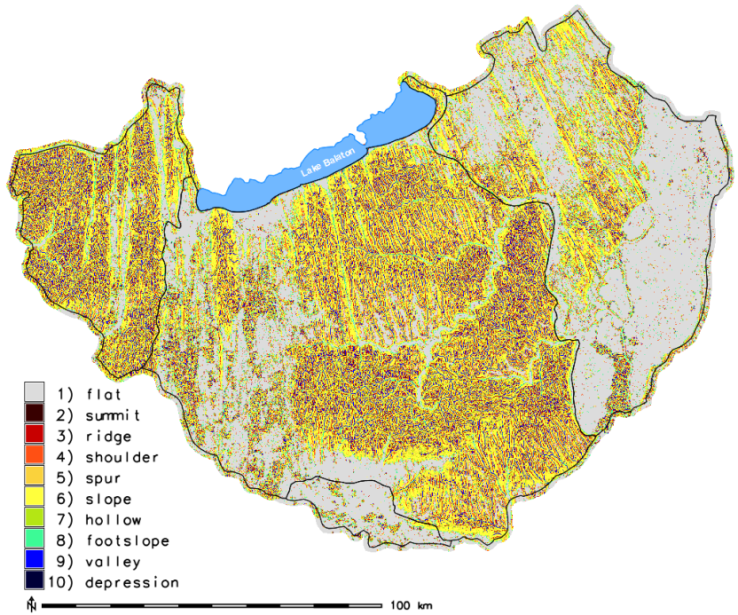 Lake Balaton
1) flat
2) summit
3) ridge
4) shoulder
5) spur
6) slope
7) hollow
8) footslope
9) valley
10) depression
N 100 km